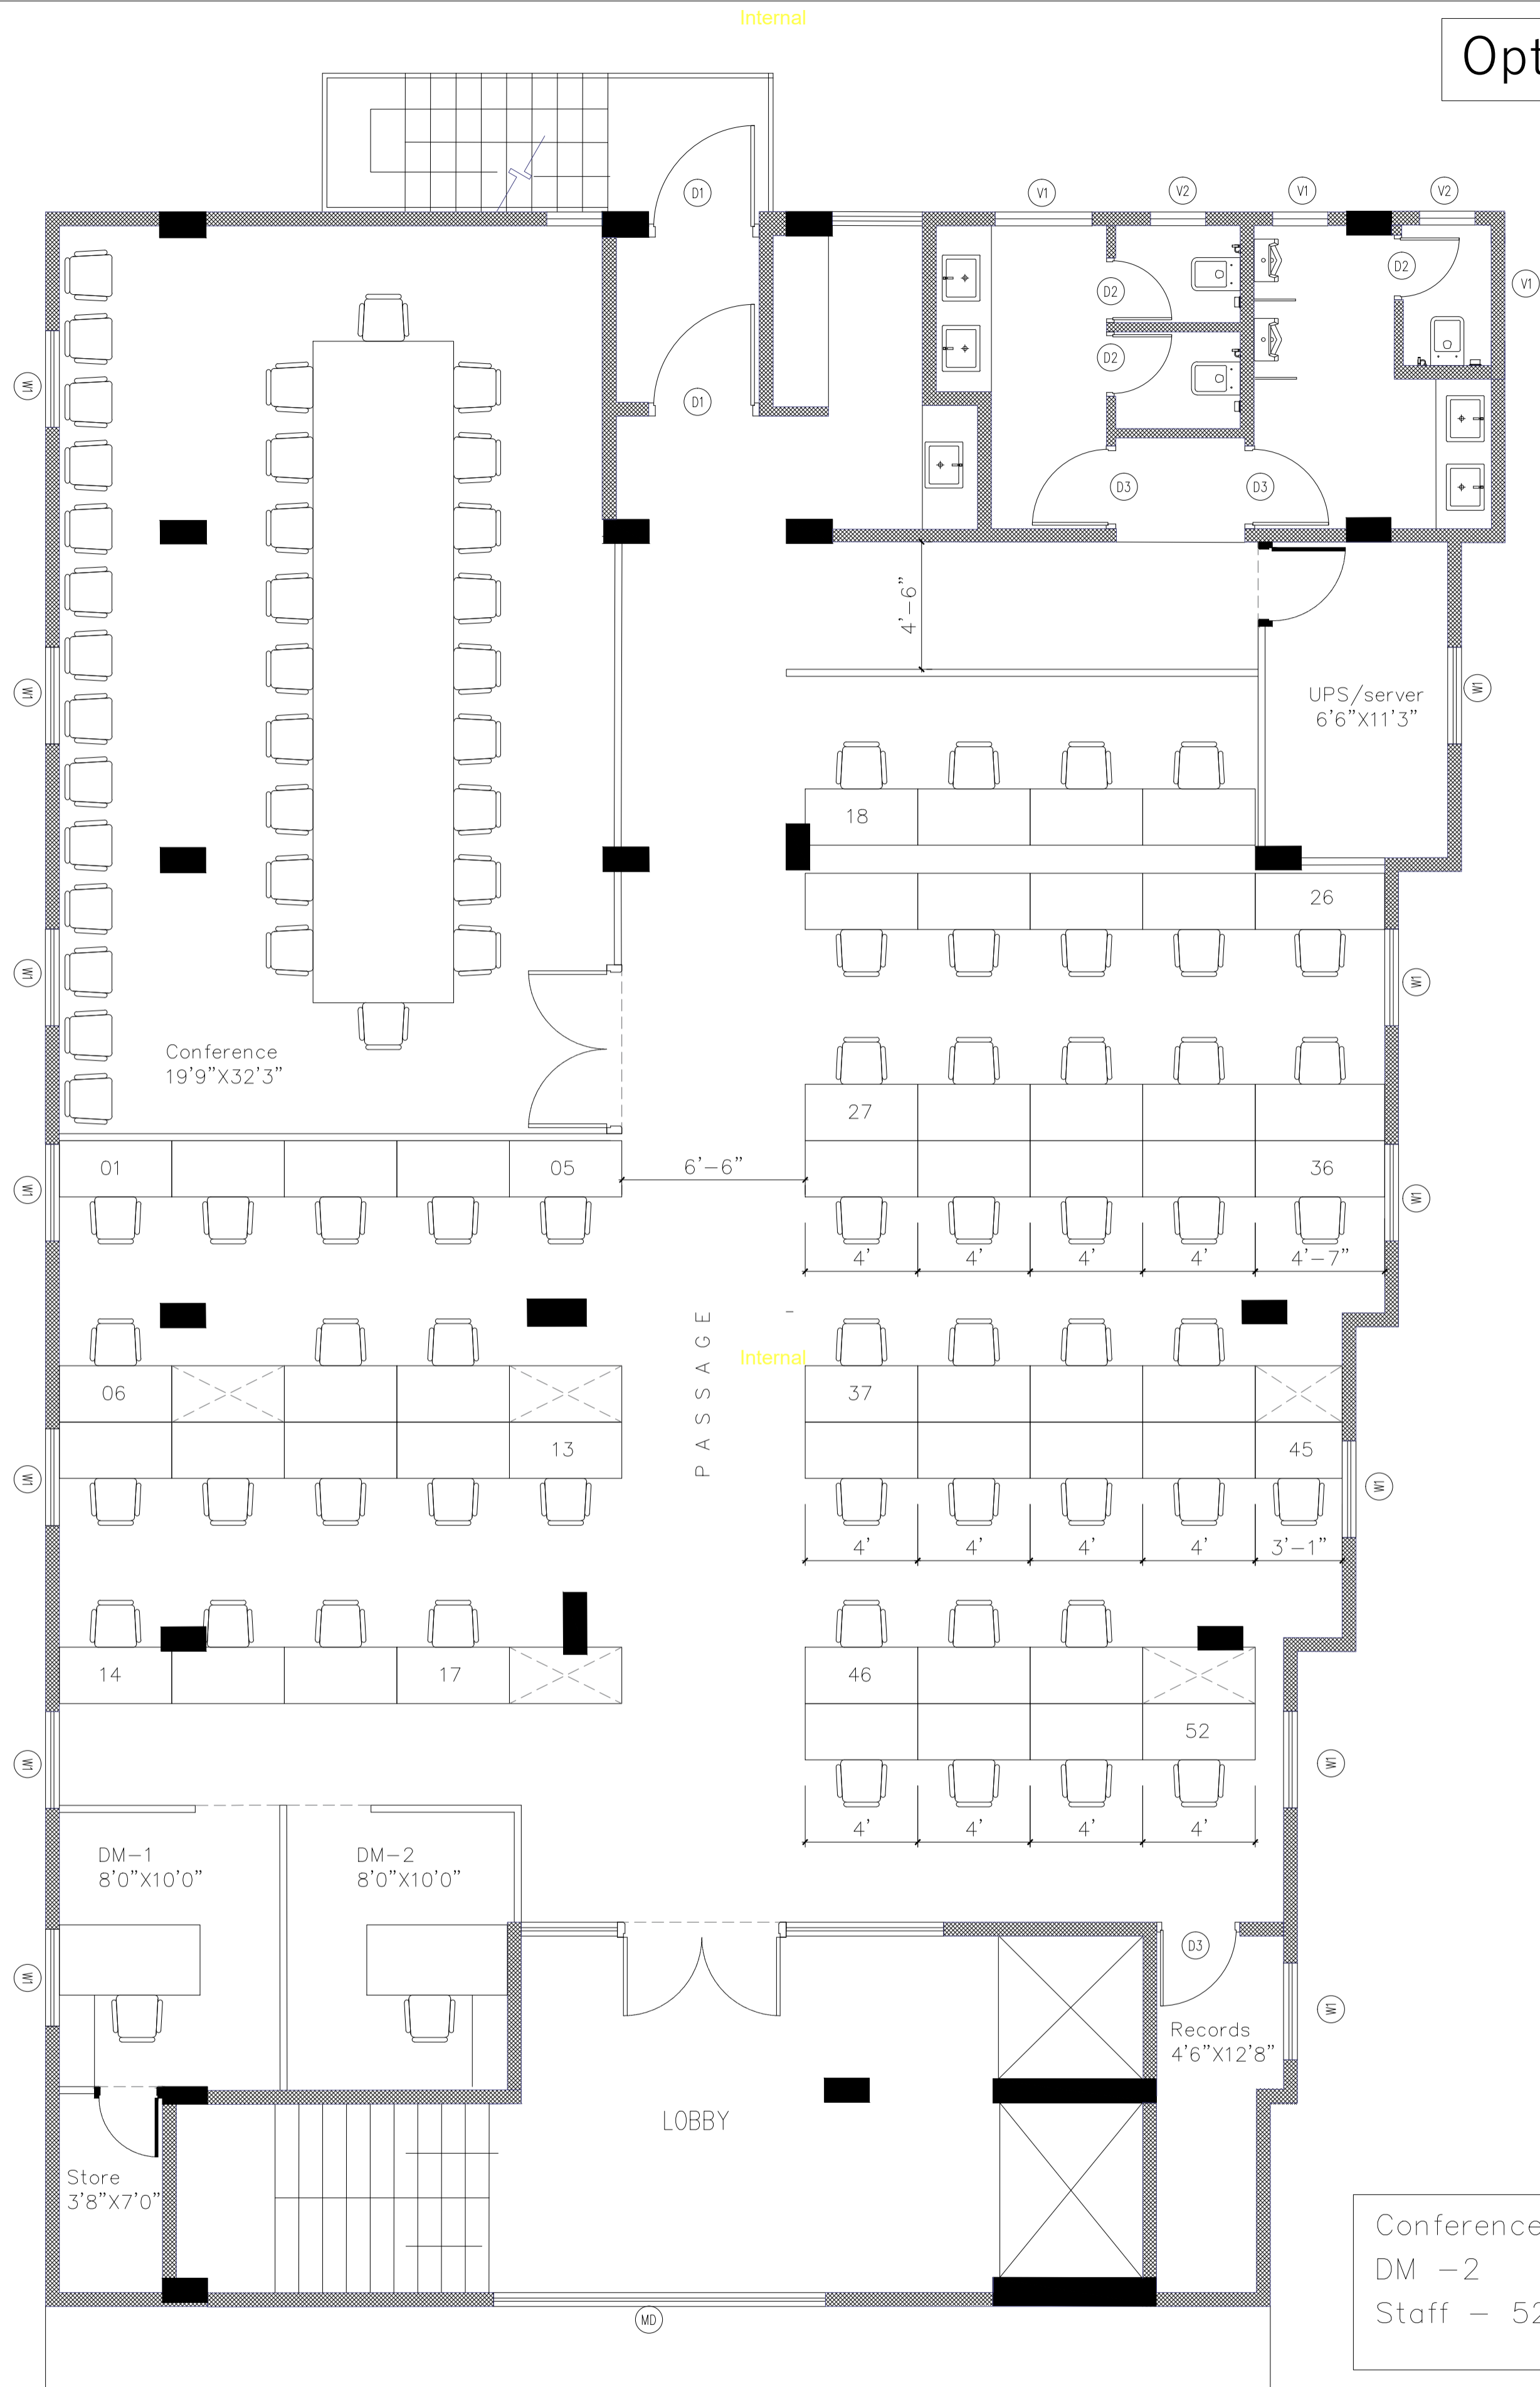 Internal
Opt
D1
V1
V2
V1
V2
D2
V1
D2
D2
W1
D1
D3
D3
4'-6"
UPS/server
6'6"X11'3"
W1
W1
18
26
W1
W1
Conference
19'9"X32'3"
27
01
05
6'-6"
36
W1
W1
4'
4'
4'
4'
4'-7"
PASSAGE
Internal
06
37
13
45
W1
W1
4'
4'
4'
4'
3'-1"
14
17
46
52
W1
W1
4'
4'
4'
4'
DM-1
8'0"X10'0"
DM-2
8'0"X10'0"
D3
W1
W1
Records
4'6"X12'8"
LOBBY
Store
3'8"X7'0"
Conference
DM -2
Staff - 52
MD